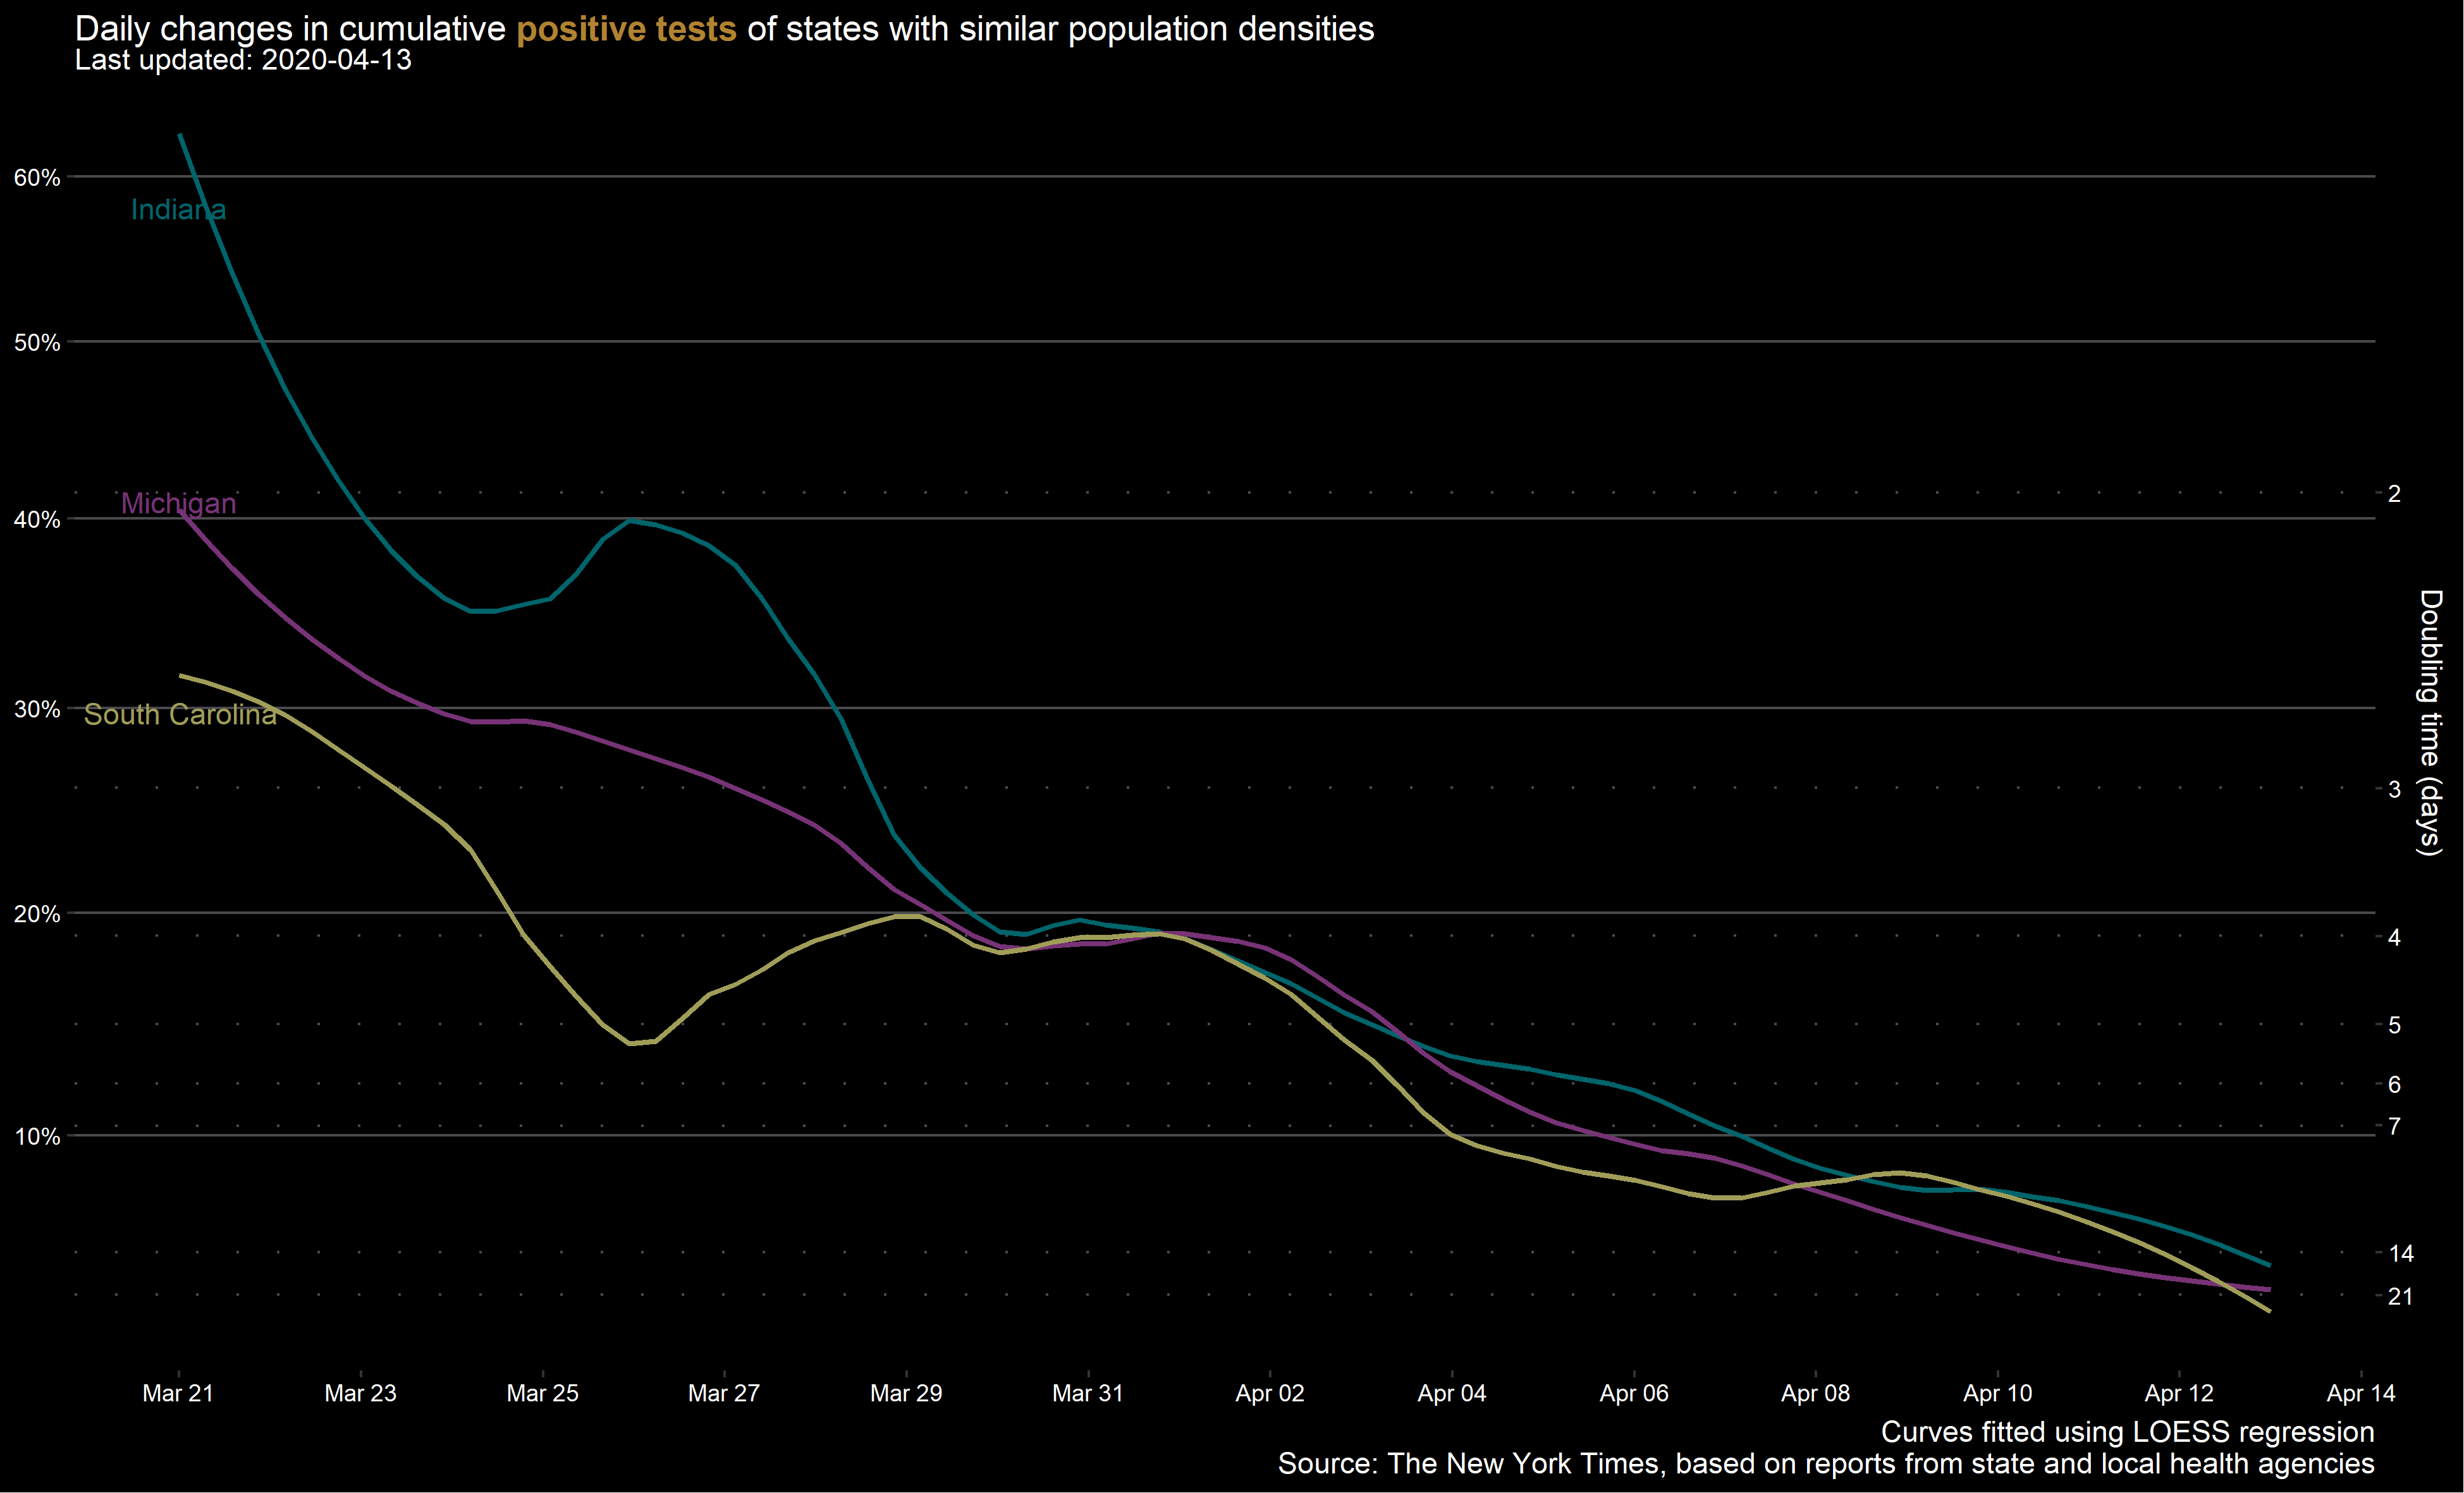 Daily changes in cumulative positive tests of states with similar population densities
Last updated: 2020-04-13
60%
Indiana
50%
Michigan
2
40%
South Carolina
30%
Doubling time (days)
3
20%
4
5
6
7
10%
14
21
Mar 21 Mar 23 Mar 25 Mar 27 Mar 29 Mar 31 Apr 02 Apr 04 Apr 06 Apr 08 Apr 10 Apr 12 Apr 14
Curves fitted using LOESS regression
Source: The New York Times, based on reports from state and local health agencies